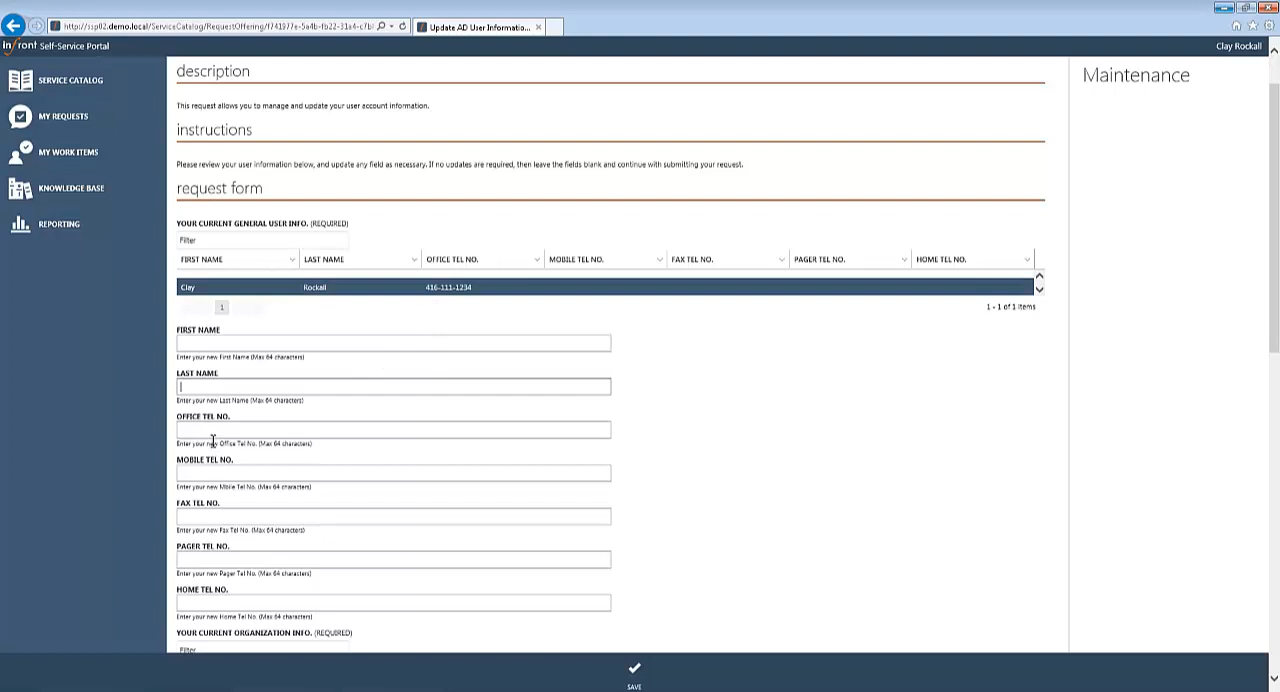 http://ssp02.demo.local/ServiceCatalog/RequestOffering/f741977e-5a4b-fb22-31a4-c7b
Update AD User Informatio...
infront Self-Service Portal
Clay Rockall
SERVICE CATALOG
MY REQUESTS
MY WORK ITEMS
KNOWLEDGE BASE
REPORTING
description
Maintenance
This request allows you to manage and update your user account information.
instructions
Please review your user information below, and update any field as necessary. If no updates are required, then leave the fields blank and continue with submitting your request.
request form
YOUR CURRENT GENERAL USER INFO. (REQUIRED)
Filter
FIRST NAME LAST NAME OFFICE TEL NO. MOBILE TEL NO. FAX TEL NO. PAGER TEL NO. HOME TEL NO.
Clay Rockall 416-111-1234
1 1 - 1 of 1 items
FIRST NAME
Enter your new First Name (Max 64 characters)
LAST NAME
Enter your new Last Name (Max 64 characters)
OFFICE TEL NO.
Enter your new Office Tel No. (Max 64 characters)
MOBILE TEL NO.
Enter your new Mbile Tel No. (Max 64 characters)
FAX TEL NO.
Enter your new Fax Tel No. (Max 64 characters)
PAGER TEL NO.
Enter your new Pager Tel No. (Max 64 characters)
HOME TEL NO.
Enter your new Home Tel No. (Max 64 characters)
YOUR CURRENT ORGANIZATION INFO. (REQUIRED)
Filter
SAVE